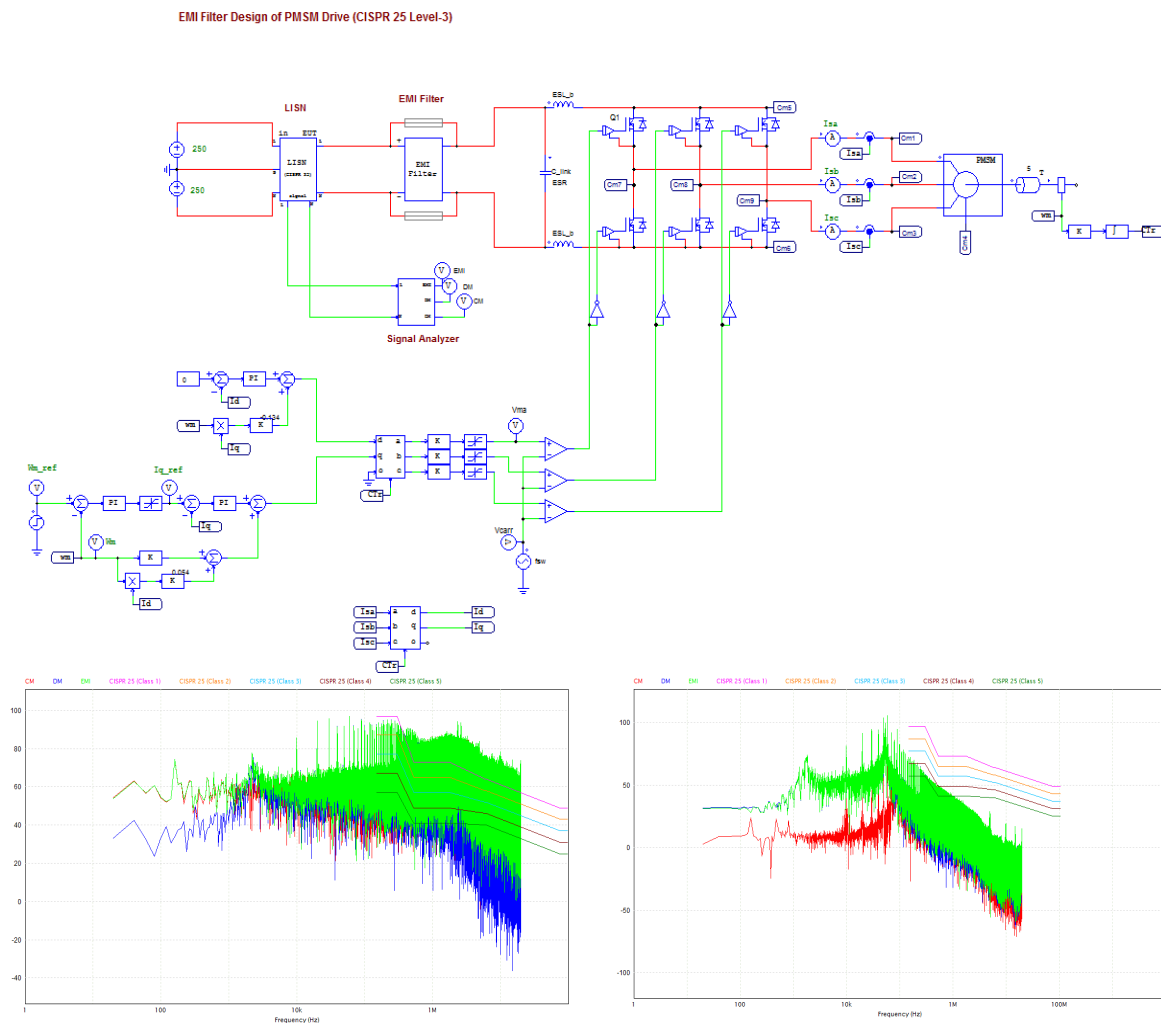 EMI Filter Design of PMSM Drive (CISPR 25 Level-3)
LISN
EMI Filter
ESL_b
Cm5
in EUT
Q1
Isa
Cm1
250
LISN
EMI
Filter
C_link
ESR
Isa
PMSM
Cm7
Cm8
Isb
Cm2
5
T
250
signal
Cm9
Isb
wm
Isc
Cm3
K
∫
ESL_b
Cm6
Isc
Cm4
V
EMI
V
DM
V
CM
Signal Analyzer
0
PI
Id
wm
-0.134
K
Vma
V
Iq
d a
q b
o c
K
K
K
Wm_ref
Iq_ref
CTr
V
V
PI
PI
Iq
Vcarr
V
fsw
V
Wm
wm
K
0.054
K
Id
Isa
a d
Id
Isb
b q
Iq
Isc
c o
CTr
CM DM EMI CISPR 25 (Class 1) CISPR 25 (Class 2) CISPR 25 (Class 3) CISPR 25 (Class 4) CISPR 25 (Class 5)
100
80
60
40
20
0
-20
-40
1 100 10k 1M
Frequency (Hz)
CM DM EMI CISPR 25 (Class 1) CISPR 25 (Class 2) CISPR 25 (Class 3) CISPR 25 (Class 4) CISPR 25 (Class 5)
100
50
0
-50
-100
1 100 10k 1M 100M
Frequency (Hz)